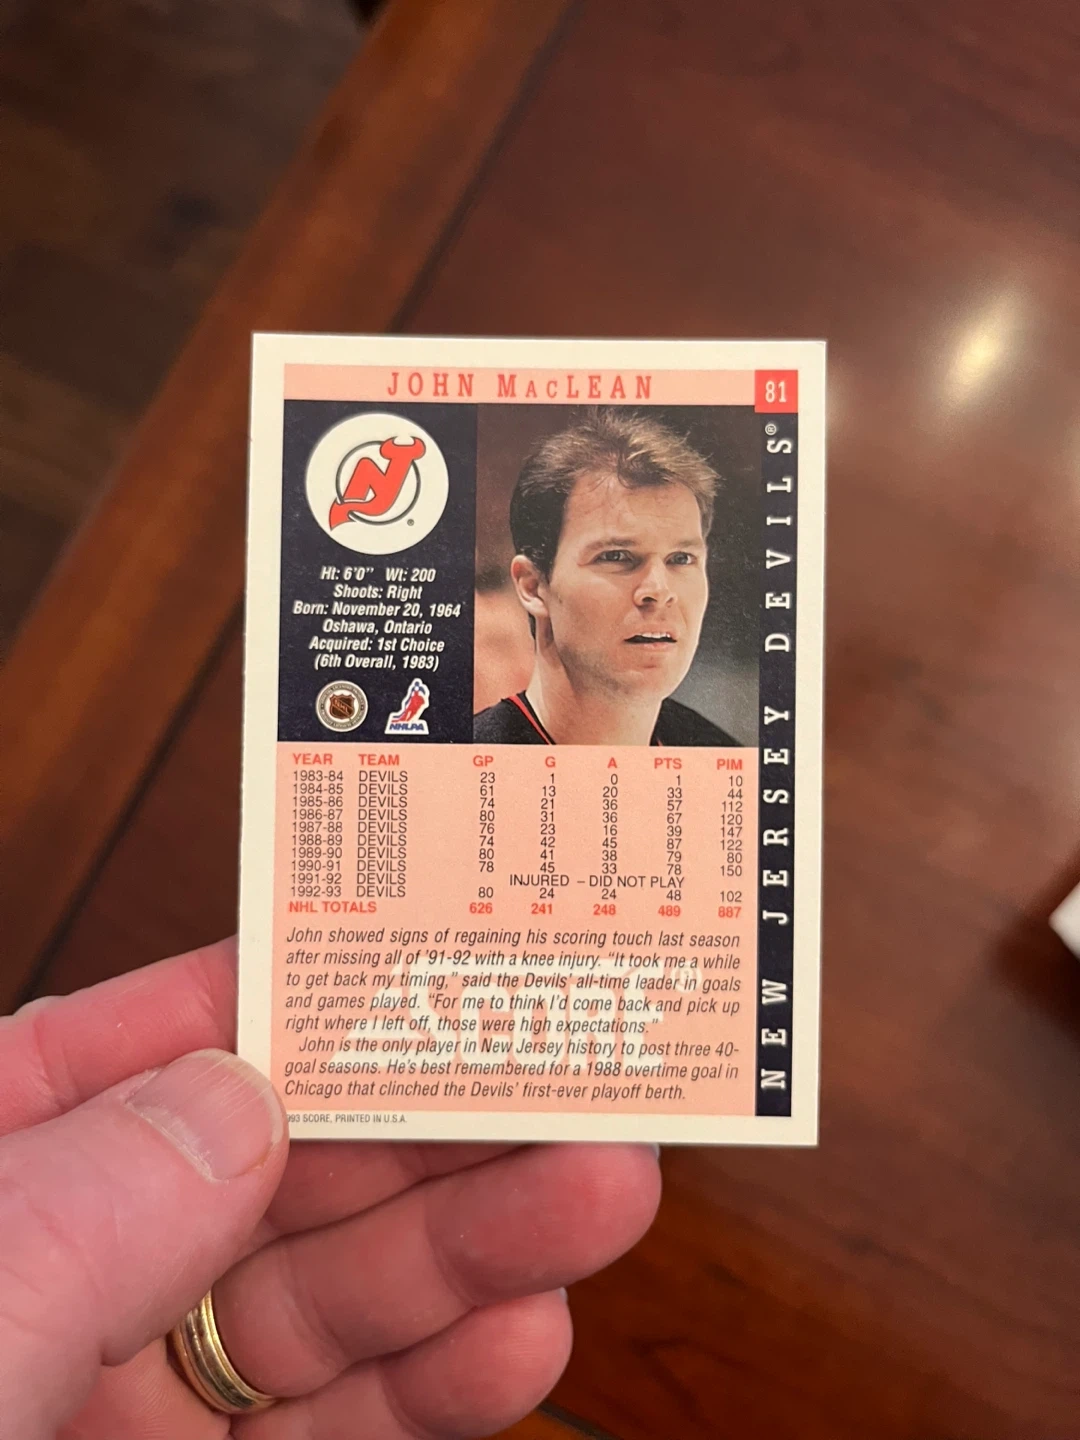 JOHN MACLEAN
81
NEW JERSEY DEVILS®
Ht: 6'0" Wt: 200
Shoots: Right
Born: November 20, 1964
Oshawa, Ontario
Acquired: 1st Choice
(6th Overall, 1983)
NHLPA
YEAR TEAM GP G A PTS PIM
1983-84 DEVILS 23 1 0 1 10
1984-85 DEVILS 61 13 20 33 44
1985-86 DEVILS 74 21 36 57 112
1986-87 DEVILS 80 31 36 67 120
1987-88 DEVILS 76 23 16 39 147
1988-89 DEVILS 74 42 45 87 122
1989-90 DEVILS 80 41 38 79 80
1990-91 DEVILS 78 45 33 78 150
1991-92 DEVILS INJURED – DID NOT PLAY
1992-93 DEVILS 80 24 24 48 102
NHL TOTALS 626 241 248 489 887
John showed signs of regaining his scoring touch last season
after missing all of '91-92 with a knee injury. "It took me a while
to get back my timing," said the Devils' all-time leader in goals
and games played. "For me to think I'd come back and pick up
right where I left off, those were high expectations."
John is the only player in New Jersey history to post three 40-
goal seasons. He's best remembered for a 1988 overtime goal in
Chicago that clinched the Devils' first-ever playoff berth.
SCORE®
993 SCORE, PRINTED IN U.S.A.